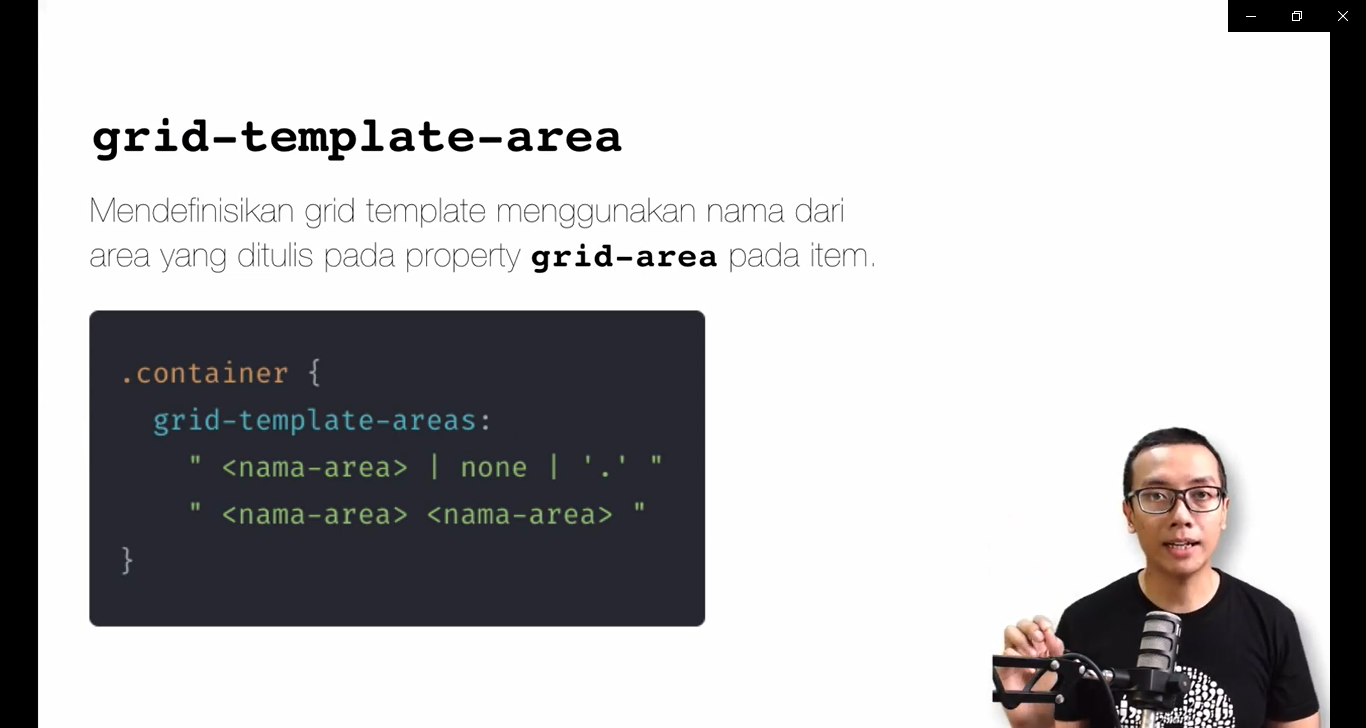 grid-template-area
Mendefinisikan grid template menggunakan nama dari
area yang ditulis pada property grid-area pada item.
.container {
grid-template-areas:
" <nama-area> | none | '.' "
" <nama-area> <nama-area> "
}